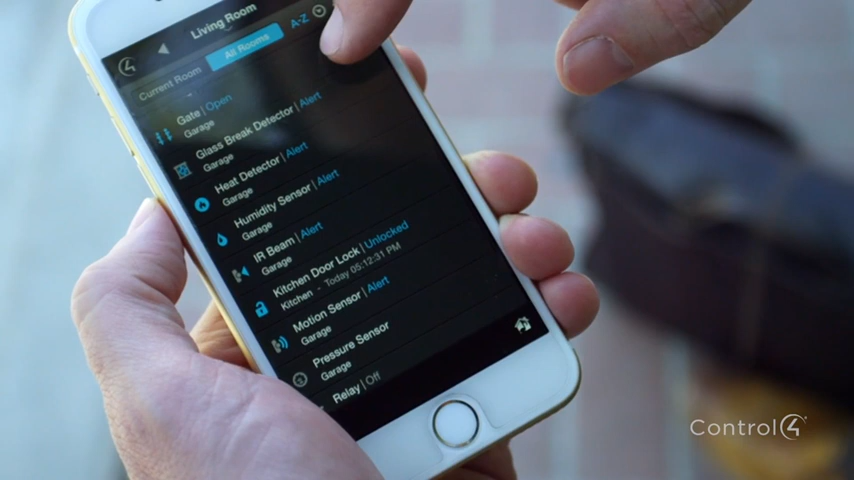 Living Room
Current Room
All Rooms
A-Z
Gate | Open
Garage
Glass Break Detector | Alert
Garage
Heat Detector | Alert
Garage
Humidity Sensor | Alert
Garage
IR Beam | Alert
Garage
Kitchen Door Lock | Unlocked
Kitchen - Today 05:12:31 PM
Motion Sensor | Alert
Garage
Pressure Sensor
Garage
Relay | Off
Control4